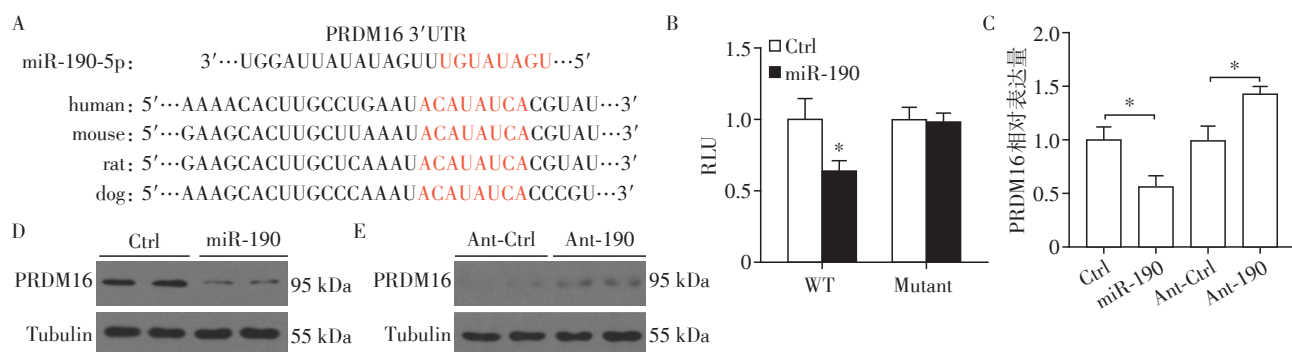 A
PRDM16 3′UTR
miR-190-5p: 3′···UGGAUUAUAUAGUUUGUAUAGU···5′
human: 5′···AAAACACUUGCCUGAAUACAUAUCACGUAU···3′
mouse: 5′···GAAGCACUUGCUUAAAUACAUAUCACGUAU···3′
rat: 5′···GAAGCACUUGCUCAAAUACAUAUCACGUAU···3′
dog: 5′···AAAGCACUUGCCCAAAUACAUAUCACCCGU···3′
B
Ctrl
miR-190
RLU
1.5
1.0
0.5
0
*
WT Mutant
C
PRDM16相对表达量
2.0
1.5
1.0
0.5
0
* *
Ctrl miR-190 Ant-Ctrl Ant-190
D
Ctrl miR-190
PRDM16 95 kDa
Tubulin 55 kDa
E
Ant-Ctrl Ant-190
PRDM16 95 kDa
Tubulin 55 kDa